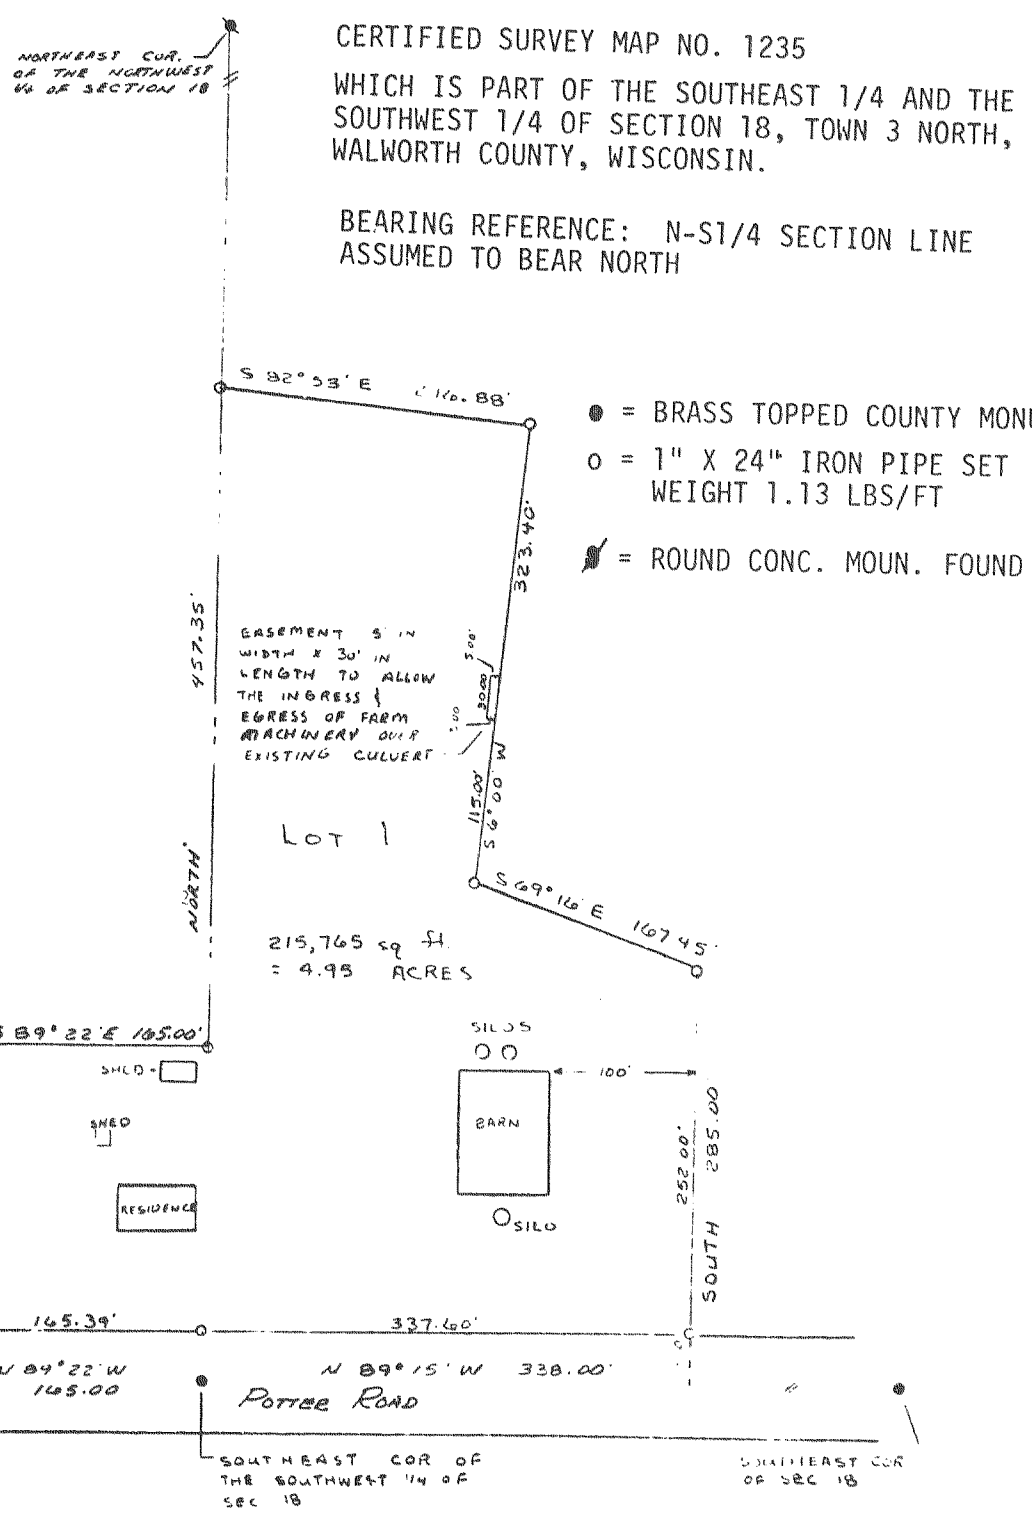 CERTIFIED SURVEY MAP NO. 1235
NORTHEAST COR.
OF THE NORTHWEST
1/4 OF SECTION 18
WHICH IS PART OF THE SOUTHEAST 1/4 AND THE
SOUTHWEST 1/4 OF SECTION 18, TOWN 3 NORTH,
WALWORTH COUNTY, WISCONSIN.
BEARING REFERENCE: N-S1/4 SECTION LINE
ASSUMED TO BEAR NORTH
S 82° 53' E
● = BRASS TOPPED COUNTY MONI
o = 1" X 24" IRON PIPE SET
WEIGHT 1.13 LBS/FT
= ROUND CONC. MOUN. FOUND
323.40'
457.35'
EASEMENT 5' IN
WIDTH X 30' IN
LENGTH TO ALLOW
THE INGRESS &
EGRESS OF FARM
MACHINERY OVER
EXISTING CULVERT
5.00'
30.00
115.00'
S 6° 00' W
LOT 1
NORTH
S 69° 16' E 167.45'
215,765 sq ft.
= 4.95 ACRES
S 89° 22' E 165.00'
SILOS
SHED
100'
SHED
BARN
252.00'
SOUTH 285.00
RESIDENCE
SILO
165.39'
337.60'
N 89° 22' W
165.00
N 89° 15' W 338.00'
POTTER ROAD
SOUTHEAST COR OF
THE SOUTHWEST 1/4 OF
SEC 18
SOUTHEAST COR
OF SEC 18